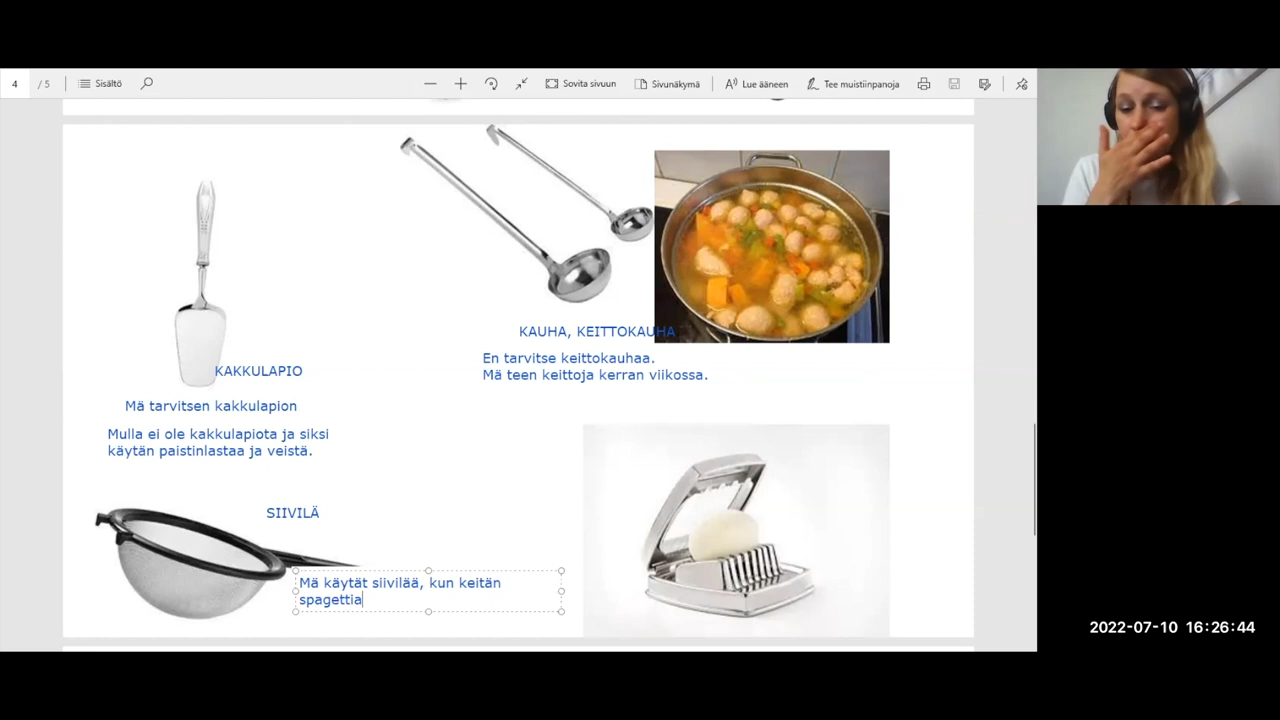 4 / 5 Sisältö Sovita sivuun Sivunäkymä Lue ääneen Tee muistiinpanoja
KAUHA, KEITTOKAUHA
En tarvitse keittokauhaa.
Mä teen keittoja kerran viikossa.
KAKKULAPIO
Mä tarvitsen kakkulapion
Mulla ei ole kakkulapiota ja siksi
käytän paistinlastaa ja veistä.
SIIVILÄ
Mä käytät siivilää, kun keitän
spagettia
2022-07-10 16:26:44